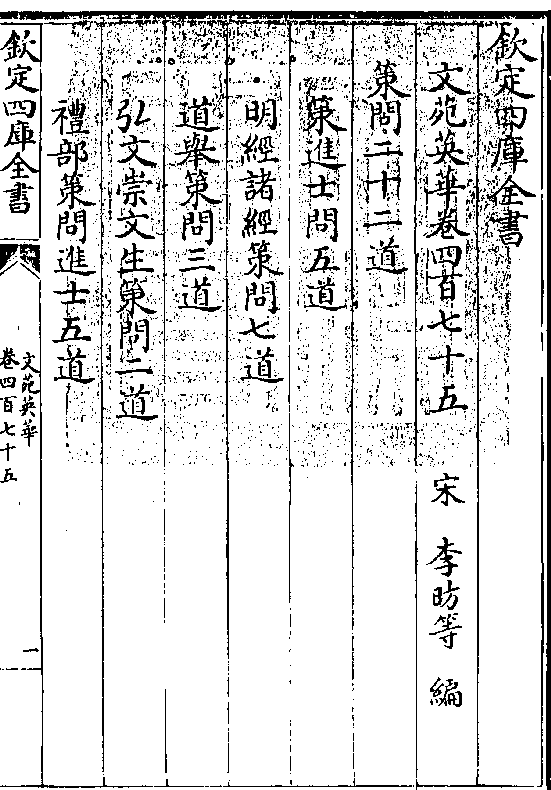 欽定四庫全書
文苑英華卷四百七十五
宋 李昉等 編
策問二十二道
策進士問五道
明經諸經策問七道
道舉策問三道
弘文崇文生策問二道
禮部策問進士五道
欽定四庫全書
文苑英華
卷四百七十五
一